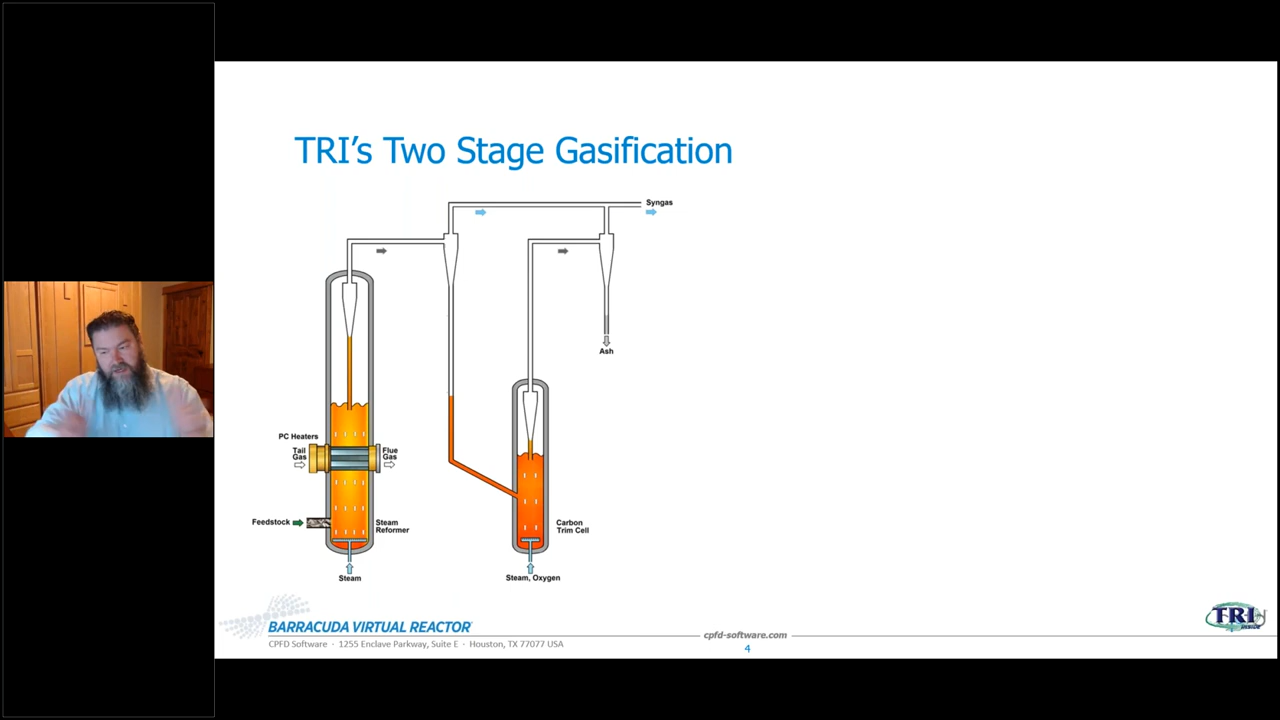 TRI's Two Stage Gasification
Syngas
Ash
PC Heaters
Tail
Gas
Flue
Gas
Feedstock
Steam
Reformer
Carbon
Trim Cell
Steam
Steam, Oxygen
BARRACUDA VIRTUAL REACTOR
CPFD Software · 1255 Enclave Parkway, Suite E · Houston, TX 77077 USA
cpfd-software.com
4
TRI
INSIDE